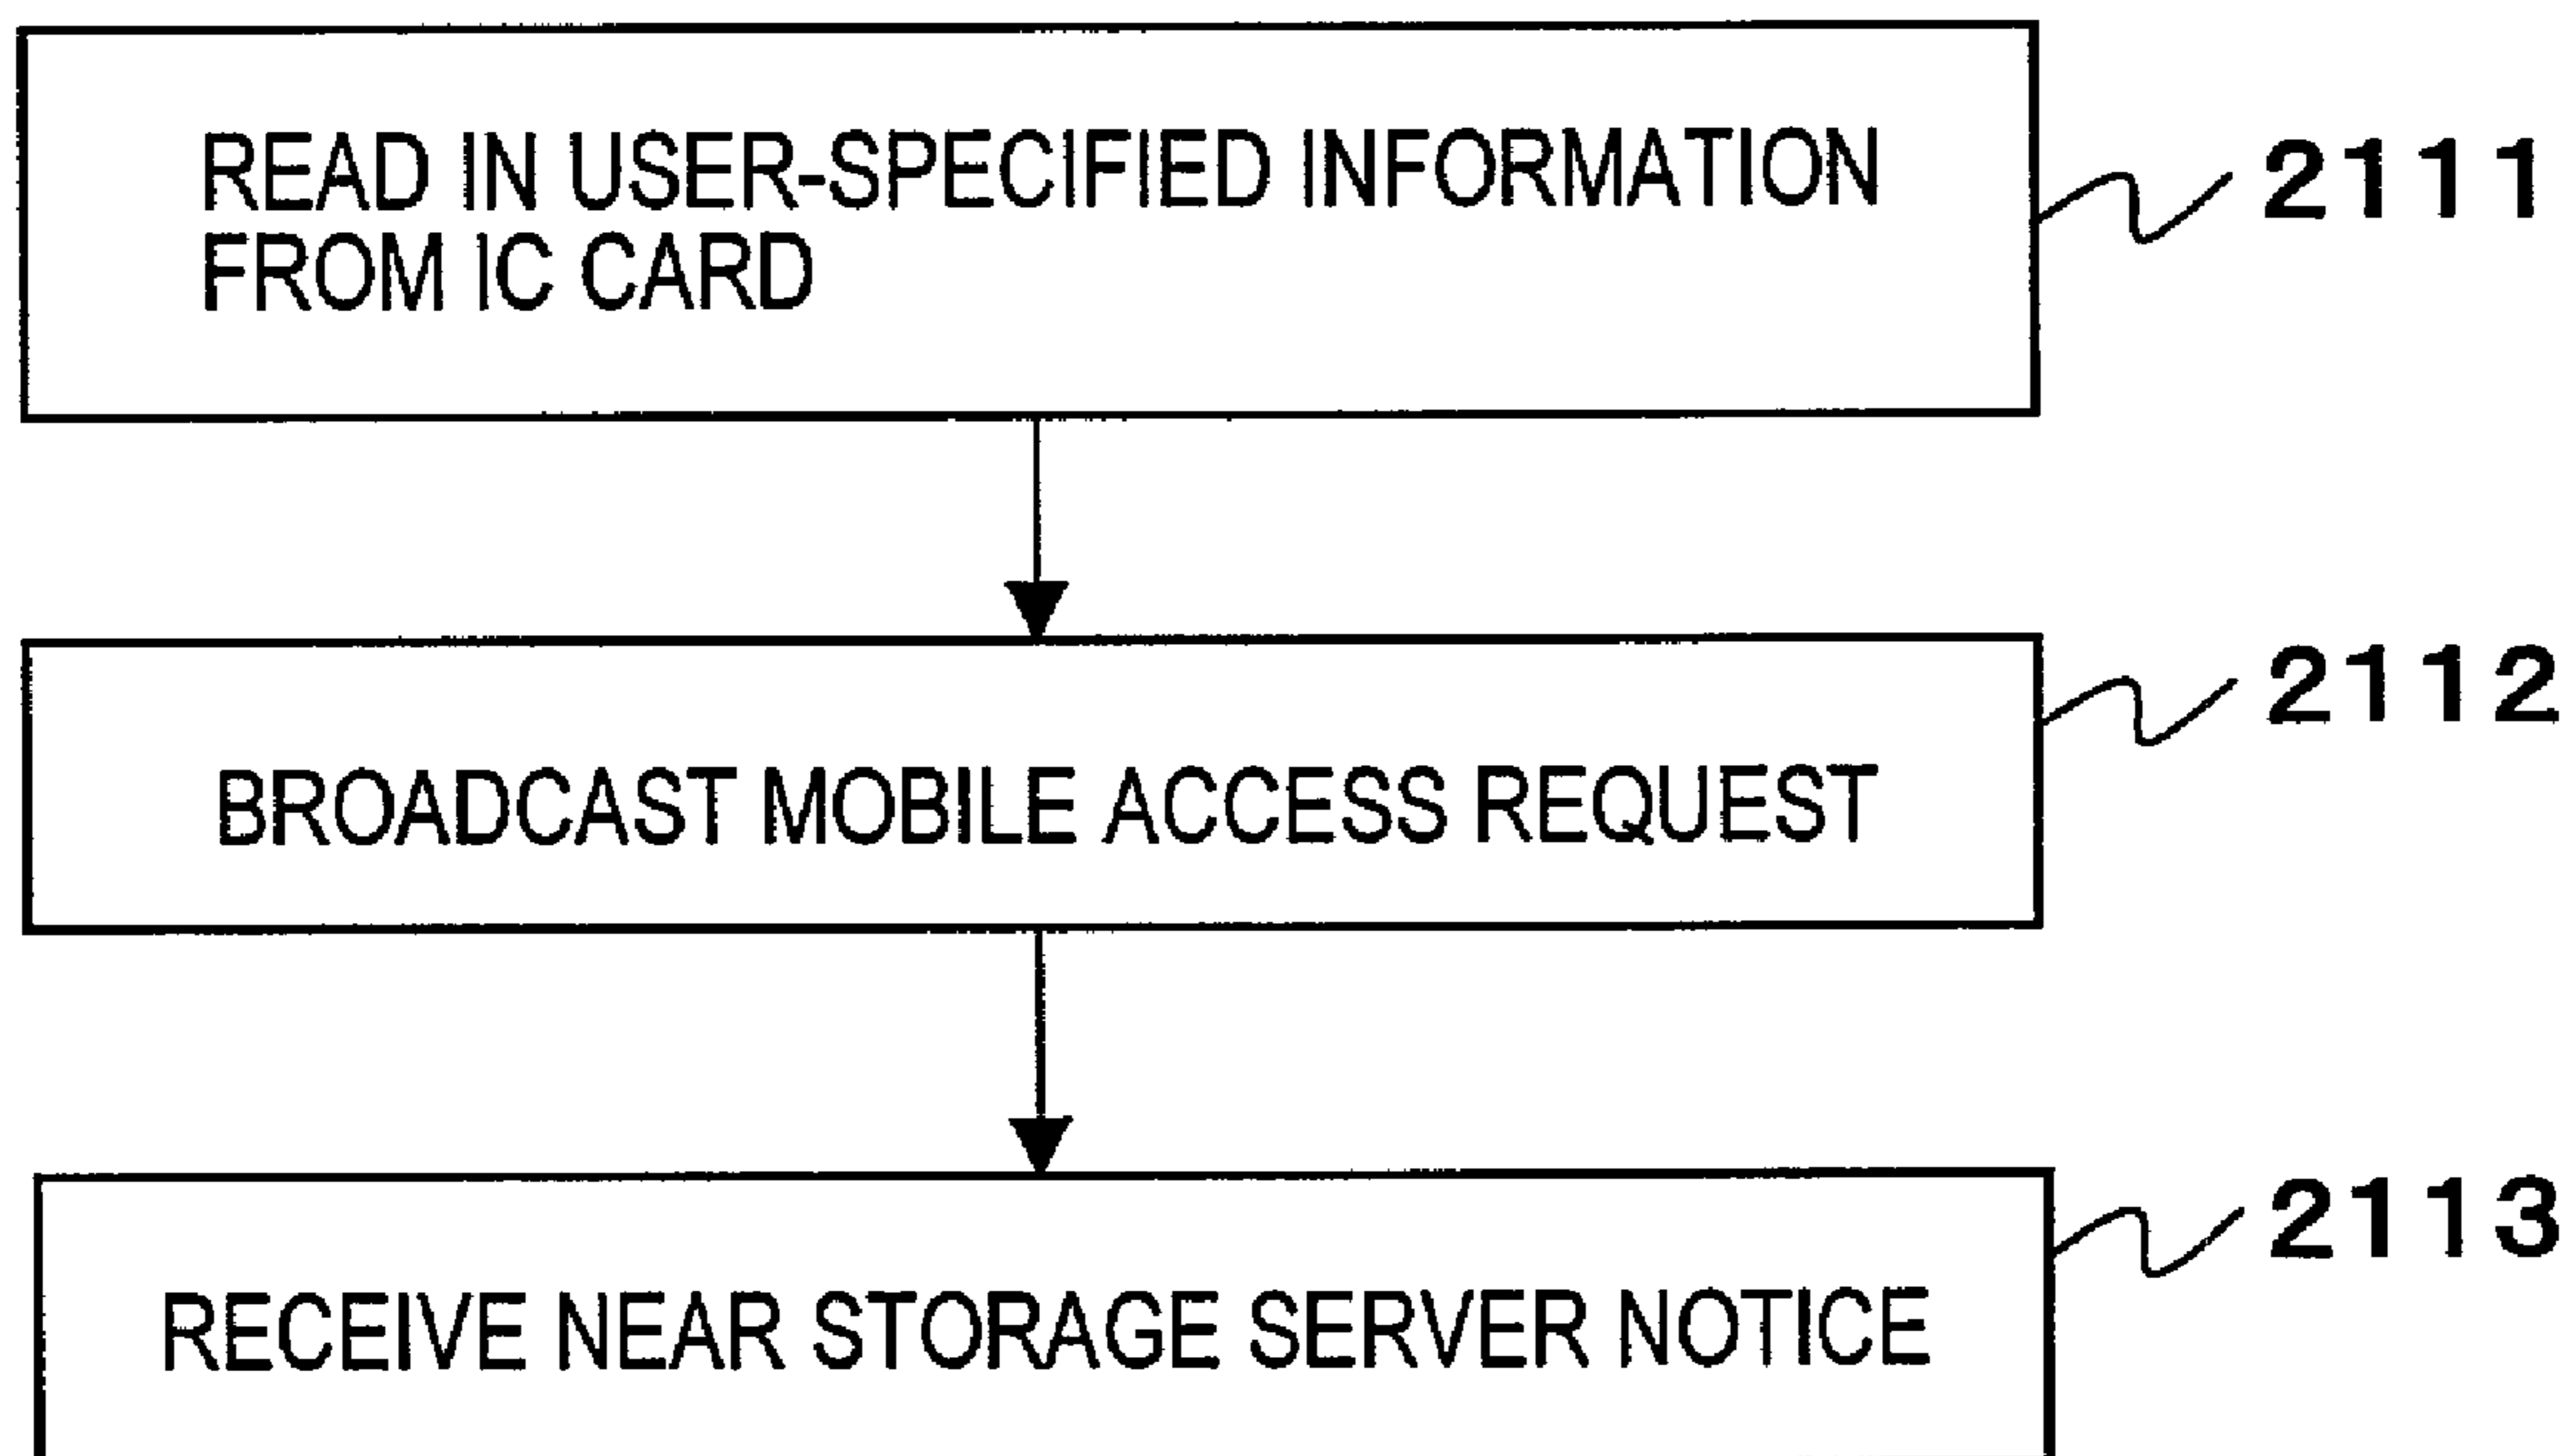 READ IN USER-SPECIFIED INFORMATION
FROM IC CARD
2111
BROADCAST MOBILE ACCESS REQUEST
2112
RECEIVE NEAR STORAGE SERVER NOTICE
2113